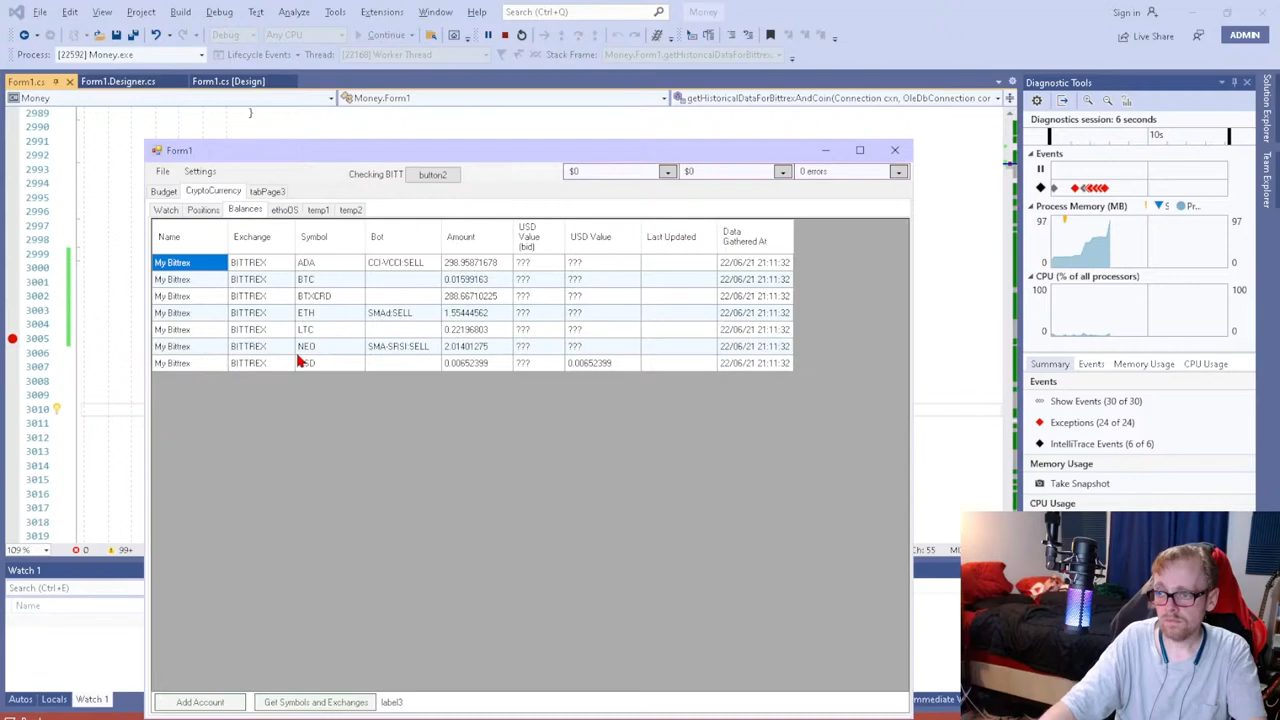 File Edit View Project Build Debug Test Analyze Tools Extensions Window Help Search (Ctrl+Q) Money Sign in
Debug Any CPU Continue Live Share ADMIN
Process: [22592] Money.exe Lifecycle Events Thread: [22168] Worker Thread Stack Frame: Money.Form1.getHistoricalDataForBittrex
Form1.cs Form1.Designer.cs Form1.cs [Design]
Money Money.Form1 getHistoricalDataForBittrexAndCoin(Connection cxn, OleDbConnection cor
2989 }
2990
2991
2992
2993
2994
2995
2996
2997
2998
2999
3000
3001
3002
3003
3004
3005
3006
3007
3008
3009
3010
3011
3012
3013
3014
3015
3016
3017
3018
3019
109 % 0 99+ Ch: 55
Form1
File Settings Checking BITT button2 $0 $0 0 errors
Budget CryptoCurrency tabPage3
Watch Positions Balances ethoOS temp1 temp2
Name Exchange Symbol Bot Amount USD Value (bid) USD Value Last Updated Data Gathered At
My Bittrex BITTREX ADA CCI-VCCI:SELL 298.95871678 ??? ??? 22/06/21 21:11:32
My Bittrex BITTREX BTC 0.01599163 ??? ??? 22/06/21 21:11:32
My Bittrex BITTREX BTXCRD 288.66710225 ??? ??? 22/06/21 21:11:32
My Bittrex BITTREX ETH SMAd:SELL 1.55444562 ??? ??? 22/06/21 21:11:32
My Bittrex BITTREX LTC 0.22196803 ??? ??? 22/06/21 21:11:32
My Bittrex BITTREX NEO SMA-SRSI:SELL 2.01401275 ??? ??? 22/06/21 21:11:32
My Bittrex BITTREX 0.00652399 ??? 0.00652399 22/06/21 21:11:32
Add Account Get Symbols and Exchanges label3
Watch 1
Search (Ctrl+E)
Name
Autos Locals Watch 1
Immediate
Diagnostic Tools
Diagnostics session: 6 seconds
10s
Events
Process Memory (MB) S Pr...
97 97
0 0
CPU (% of all processors)
100 100
0 0
Summary Events Memory Usage CPU Usage
Events
Show Events (30 of 30)
Exceptions (24 of 24)
IntelliTrace Events (6 of 6)
Memory Usage
Take Snapshot
CPU Usage
Solution Explorer
Team Explorer